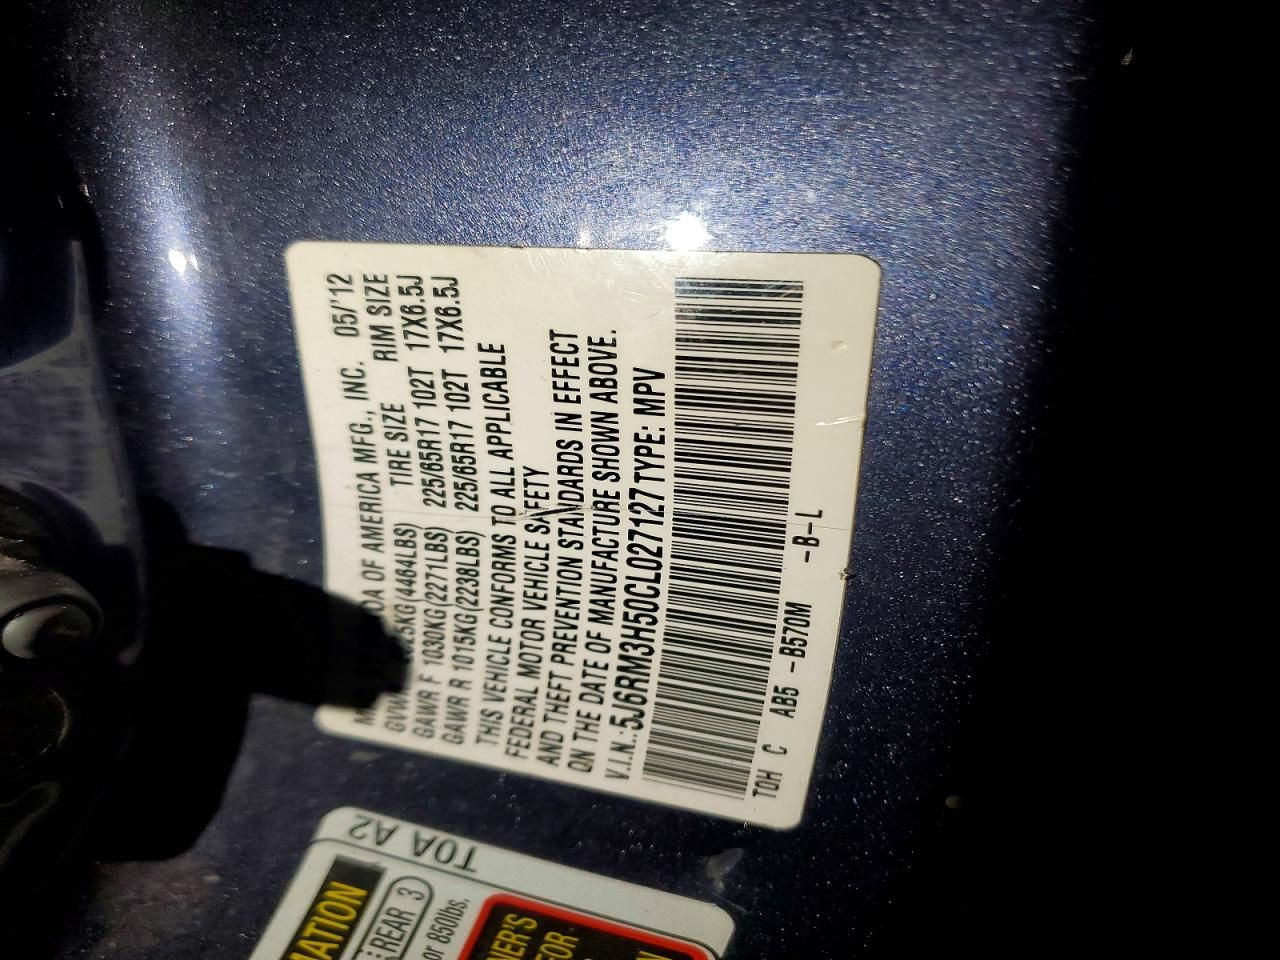 OF AMERICA MFG., INC. 05/'12
(4464LBS) TIRE SIZE RIM SIZE
GAWR F 1030KG(2271LBS) 225/65R17 102T 17X6.5J
GAWR R 1015KG(2238LBS) 225/65R17 102T 17X6.5J
THIS VEHICLE CONFORMS TO ALL APPLICABLE
FEDERAL MOTOR VEHICLE SAFETY
AND THEFT PREVENTION STANDARDS IN EFFECT
ON THE DATE OF MANUFACTURE SHOWN ABOVE.
V.I.N.:5J6RM3H50CL027127 TYPE: MPV
TOH C AB5 -B570M -B-L
T0A A2
REAR 3
or 850lbs.